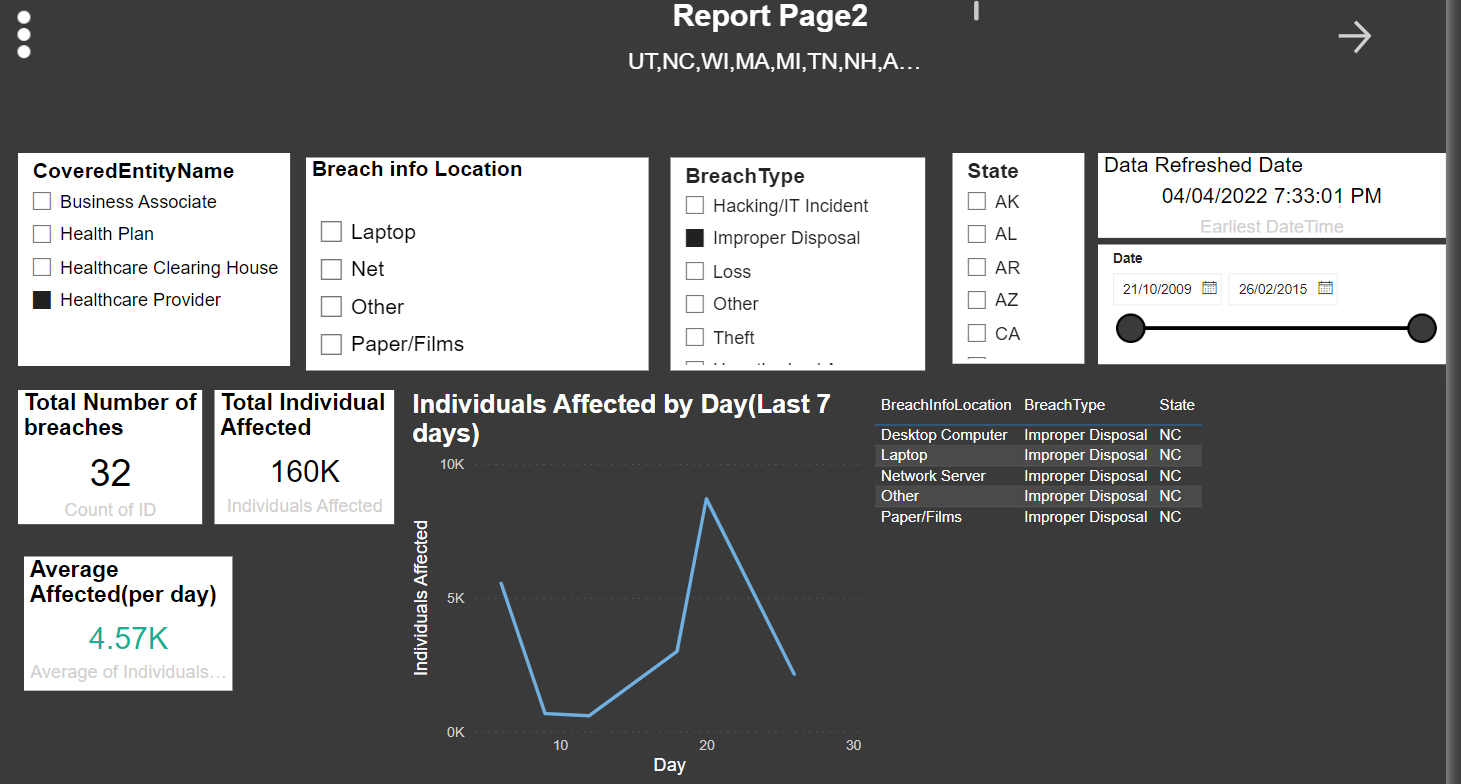 Report Page2
UT,NC,WI,MA,MI,TN,NH,A…
CoveredEntityName
Business Associate
Health Plan
Healthcare Clearing House
Healthcare Provider
Breach info Location
Laptop
Net
Other
Paper/Films
BreachType
Hacking/IT Incident
Improper Disposal
Loss
Other
Theft
State
AK
AL
AR
AZ
CA
Data Refreshed Date
04/04/2022 7:33:01 PM
Earliest DateTime
Date
21/10/2009 26/02/2015
Total Number of
breaches
32
Count of ID
Total Individual
Affected
160K
Individuals Affected
Average
Affected(per day)
4.57K
Average of Individuals…
Individuals Affected by Day(Last 7
days)
Individuals Affected
10K
5K
0K
10 20 30
Day
BreachInfoLocation BreachType State
Desktop Computer Improper Disposal NC
Laptop Improper Disposal NC
Network Server Improper Disposal NC
Other Improper Disposal NC
Paper/Films Improper Disposal NC